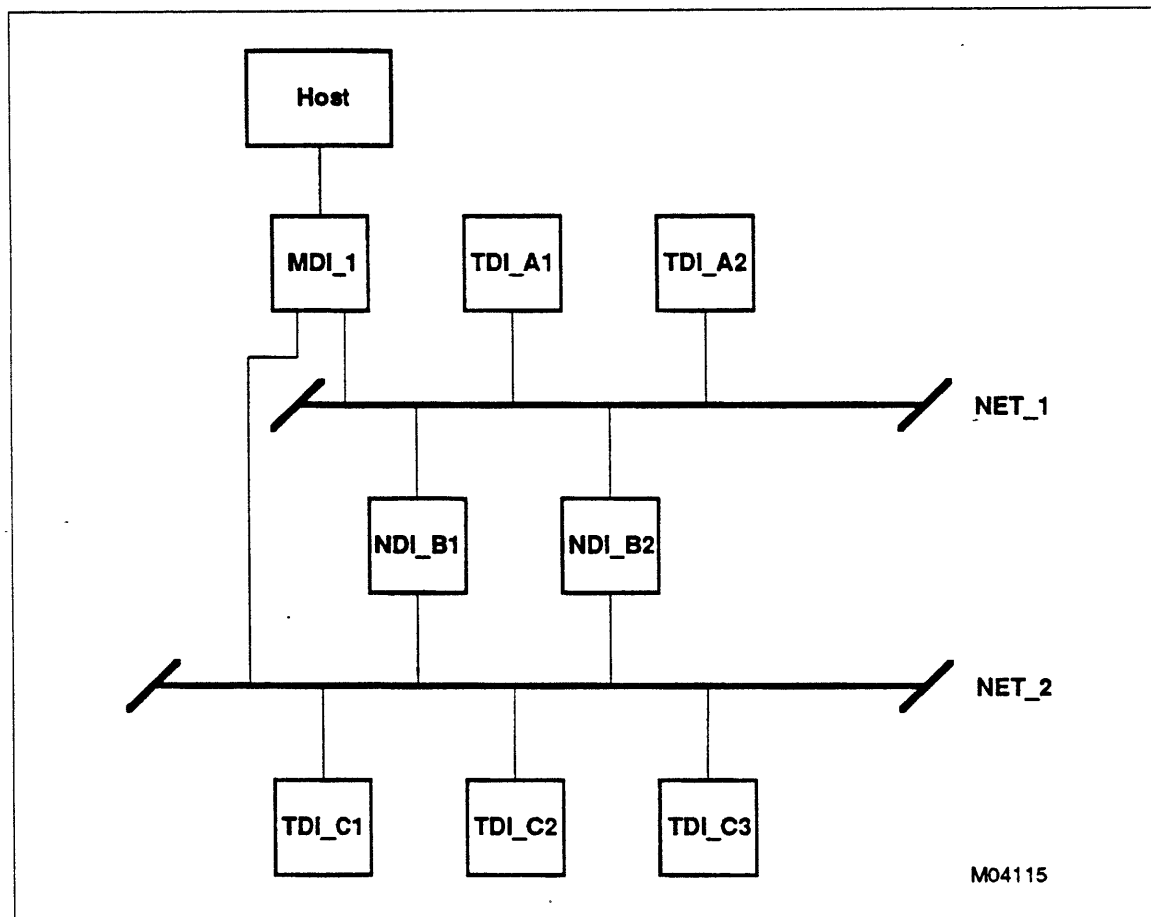 Host
MDI_1
TDI_A1
TDI_A2
NET_1
NDI_B1
NDI_B2
NET_2
TDI_C1
TDI_C2
TDI_C3
M04115